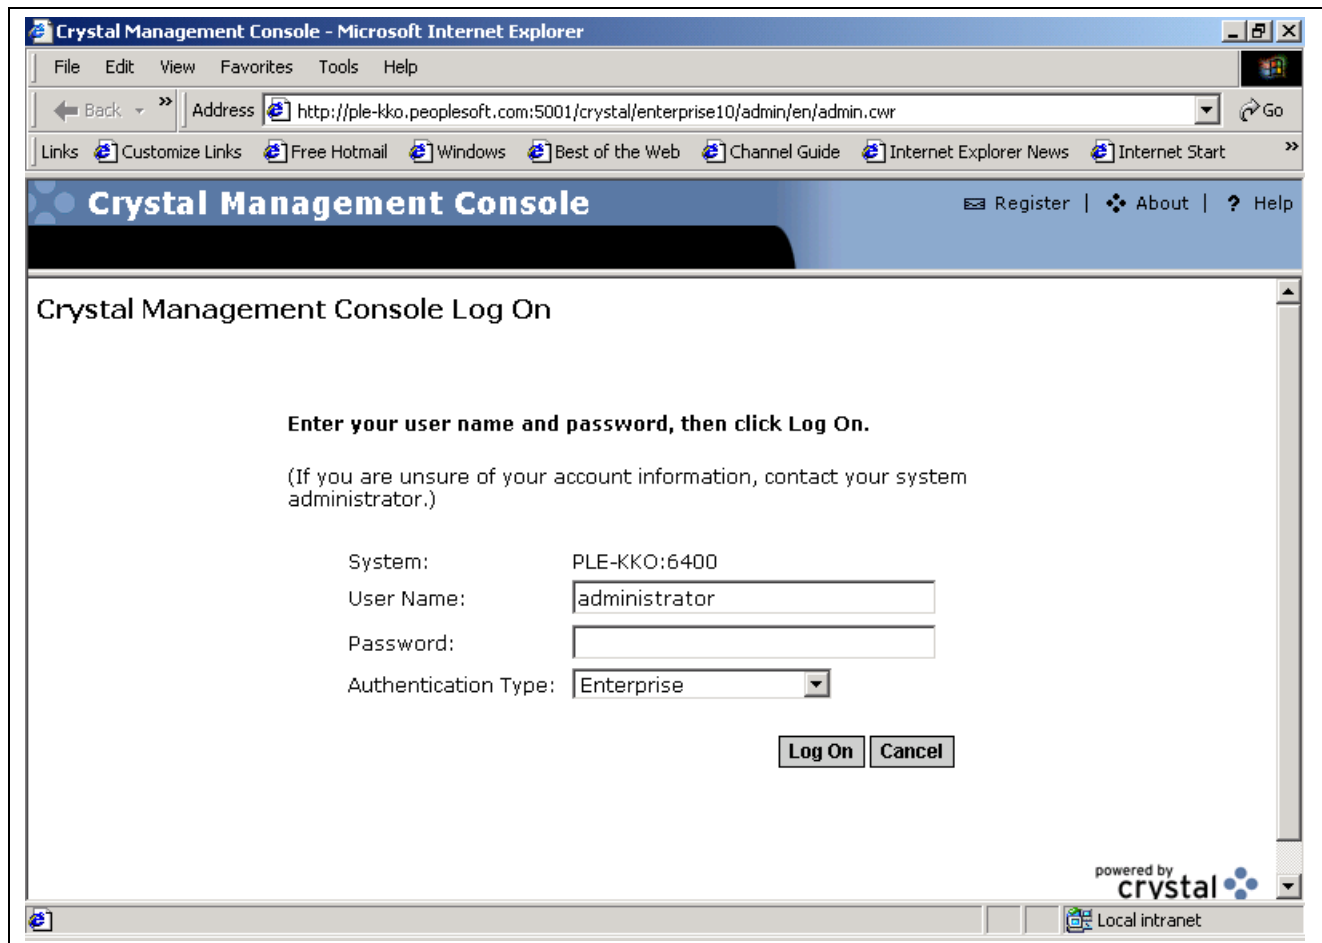 Crystal Management Console - Microsoft Internet Explorer
File Edit View Favorites Tools Help
Back » Address http://ple-kko.peoplesoft.com:5001/crystal/enterprise10/admin/en/admin.cwr Go
Links Customize Links Free Hotmail Windows Best of the Web Channel Guide Internet Explorer News Internet Start »
Crystal Management Console Register | About | ? Help
Crystal Management Console Log On
Enter your user name and password, then click Log On.
(If you are unsure of your account information, contact your system
administrator.)
System: PLE-KKO:6400
User Name: administrator
Password:
Authentication Type: Enterprise
Log On Cancel
powered by
crystal
Local intranet